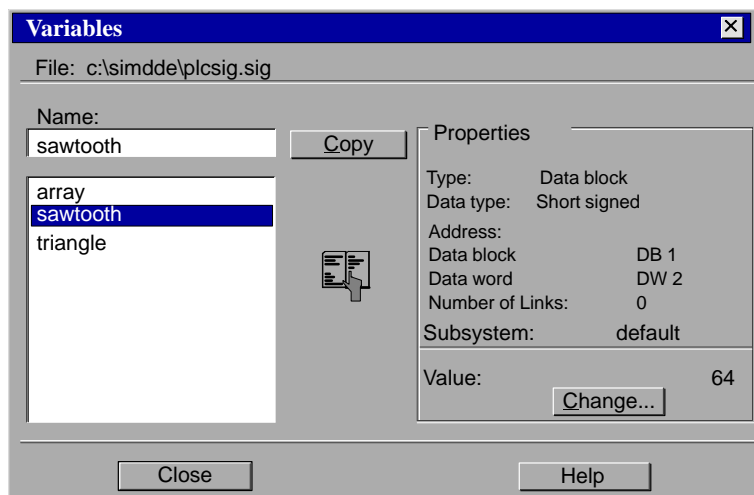 Variables
File: c:\simdde\plcsig.sig
Name:
sawtooth
Copy
array
sawtooth
triangle
Properties
Type: Data block
Data type: Short signed
Address:
Data block DB 1
Data word DW 2
Number of Links: 0
Subsystem: default
Value: 64
Change...
Close
Help